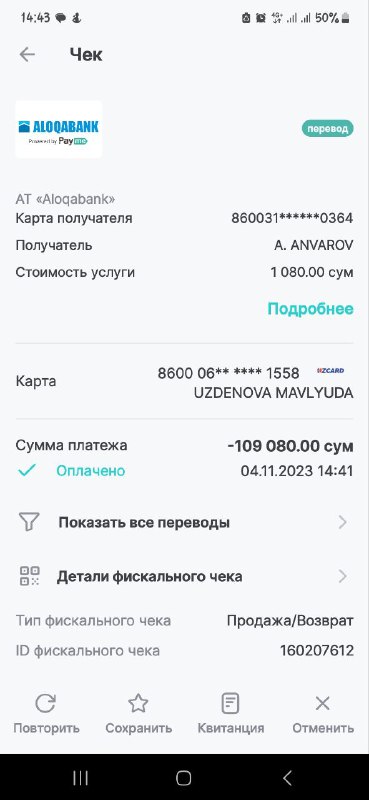 14:43 50%
Чек
ALOQABANK
Powered by Payme
перевод
АТ «Aloqabank»
Карта получателя 860031******0364
Получатель A. ANVAROV
Стоимость услуги 1 080.00 сум
Подробнее
Карта 8600 06** **** 1558 UZCARD
UZDENOVA MAVLYUDA
Сумма платежа -109 080.00 сум
Оплачено 04.11.2023 14:41
Показать все переводы
Детали фискального чека
Тип фискального чека Продажа/Возврат
ID фискального чека 160207612
Повторить Сохранить Квитанция Отменить